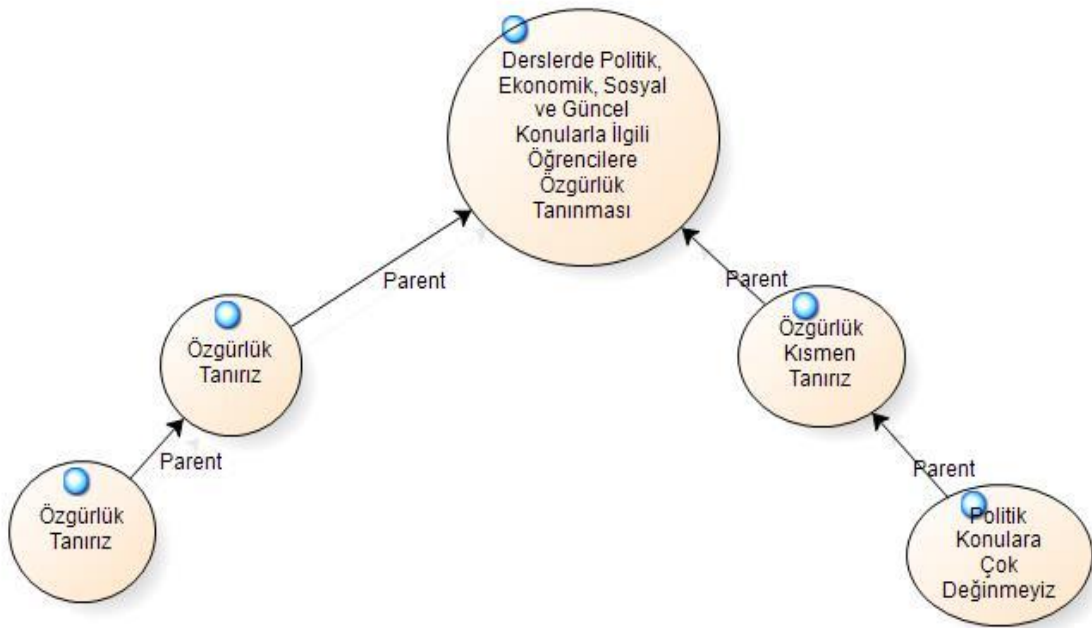 Derslerde Politik,
Ekonomik, Sosyal
ve Güncel
Konularla İlgili
Öğrencilere
Özgürlük
Tanınması
Parent
Parent
Özgürlük
Tanırız
Özgürlük
Kısmen
Tanırız
Parent
Parent
Özgürlük
Tanırız
Politik
Konulara
Çok
Değinmeyiz